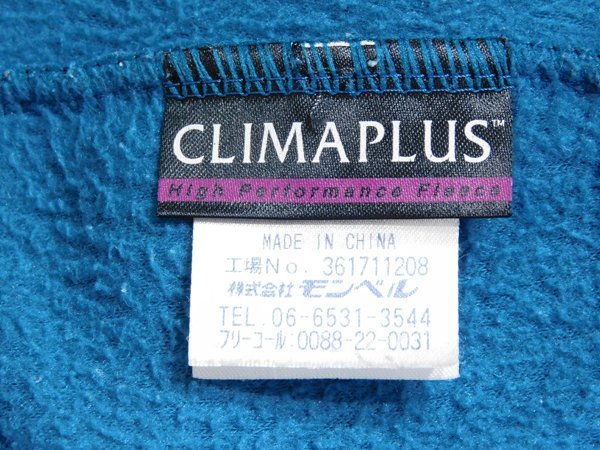 CLIMAPLUS™
High Performance Fleece
MADE IN CHINA
工場No. 361711208
株式会社 モンベル
TEL.06-6531-3544
フリーコール:0088-22-0031